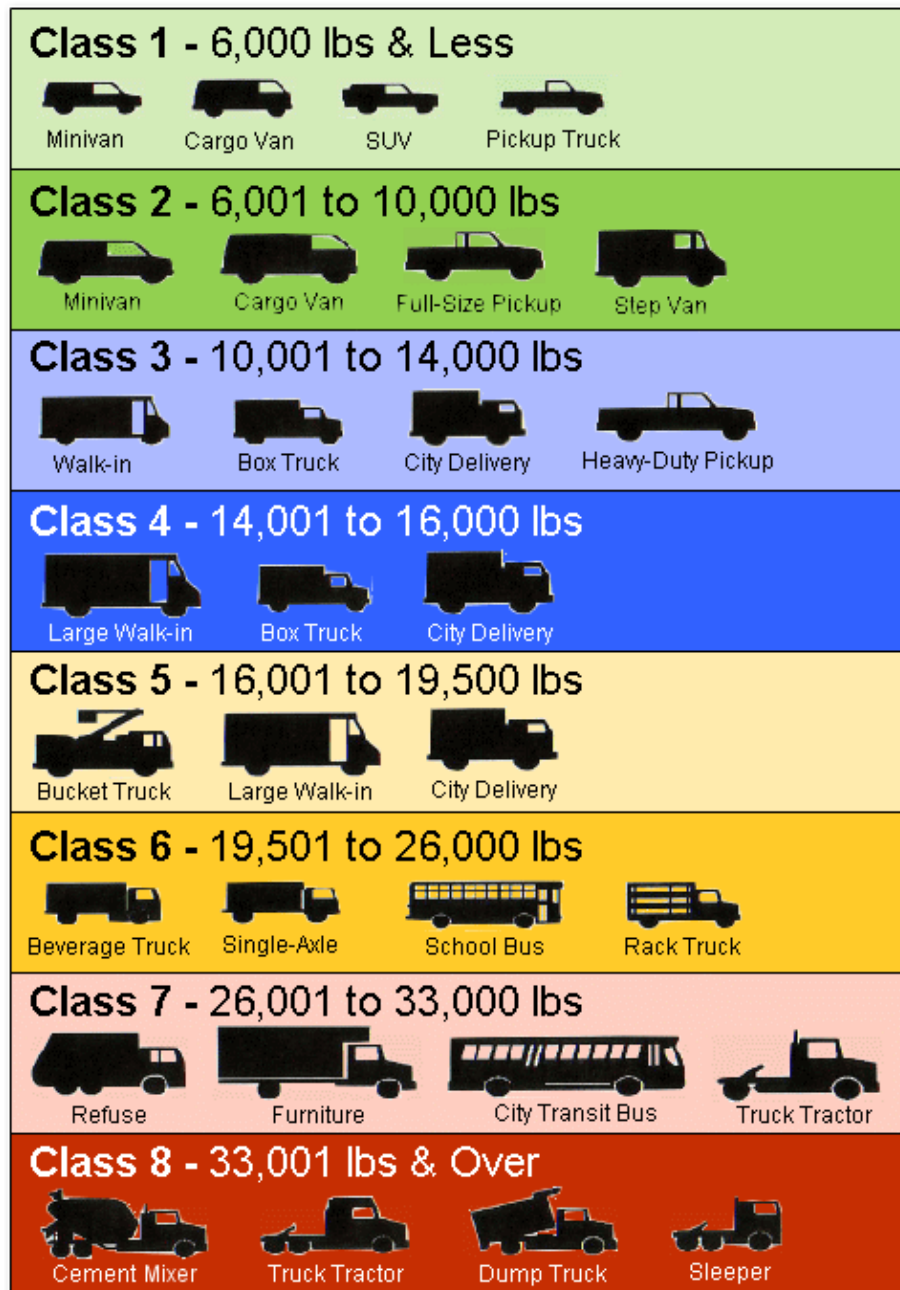 Class 1 - 6,000 lbs & Less
Minivan Cargo Van SUV Pickup Truck
Class 2 - 6,001 to 10,000 lbs
Minivan Cargo Van Full-Size Pickup Step Van
Class 3 - 10,001 to 14,000 lbs
Walk-in Box Truck City Delivery Heavy-Duty Pickup
Class 4 - 14,001 to 16,000 lbs
Large Walk-in Box Truck City Delivery
Class 5 - 16,001 to 19,500 lbs
Bucket Truck Large Walk-in City Delivery
Class 6 - 19,501 to 26,000 lbs
Beverage Truck Single-Axle School Bus Rack Truck
Class 7 - 26,001 to 33,000 lbs
Refuse Furniture City Transit Bus Truck Tractor
Class 8 - 33,001 lbs & Over
Cement Mixer Truck Tractor Dump Truck Sleeper